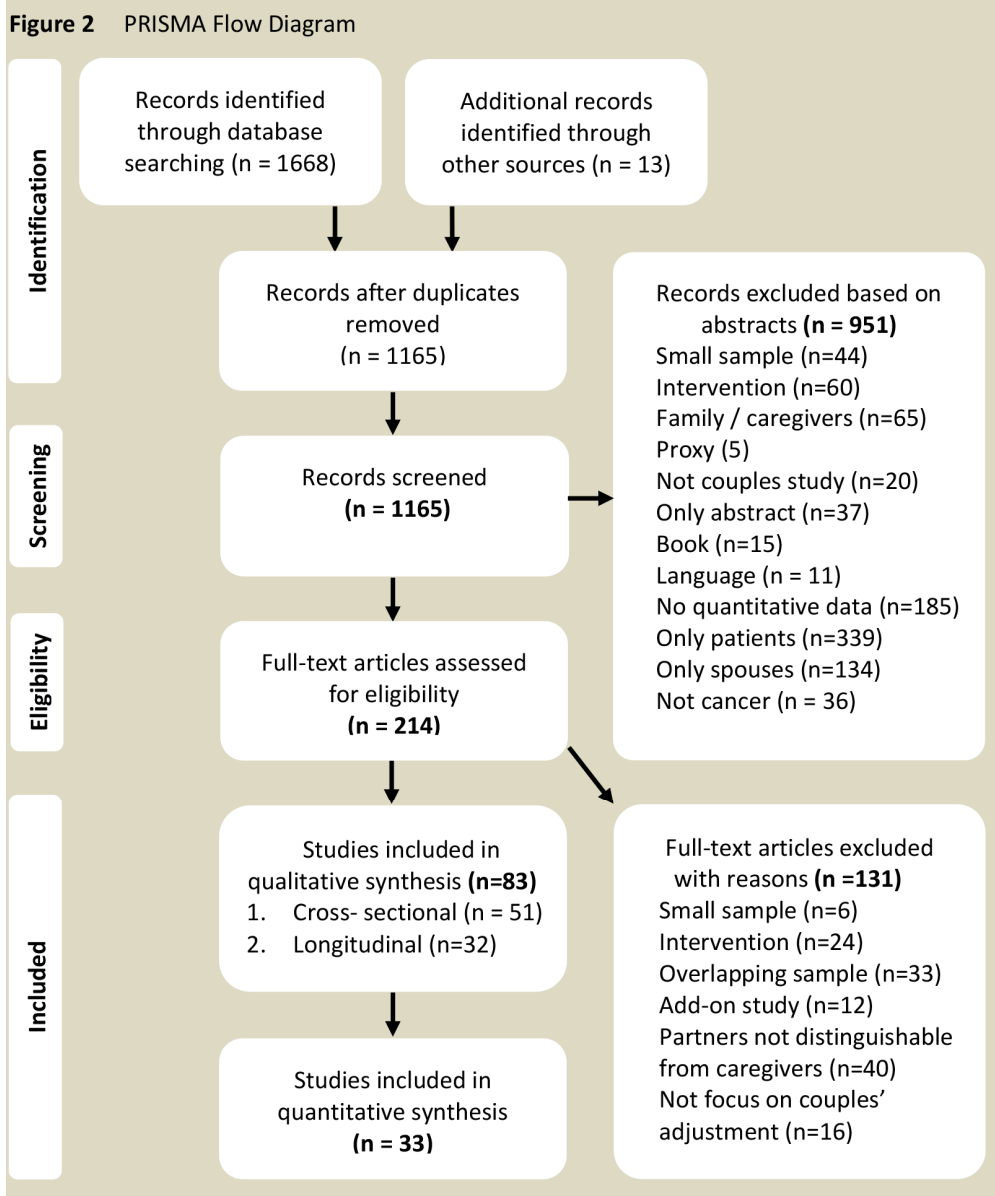 Figure 2 PRISMA Flow Diagram
Identification
Records identified
through database
searching (n = 1668)
Additional records
identified through
other sources (n = 13)
Records after duplicates
removed
(n = 1165)
Screening
Records screened
(n = 1165)
Records excluded based on
abstracts (n = 951)
Small sample (n=44)
Intervention (n=60)
Family / caregivers (n=65)
Proxy (5)
Not couples study (n=20)
Only abstract (n=37)
Book (n=15)
Language (n = 11)
No quantitative data (n=185)
Only patients (n=339)
Only spouses (n=134)
Not cancer (n = 36)
Eligibility
Full-text articles assessed
for eligibility
(n = 214)
Included
Studies included in
qualitative synthesis (n=83)
1. Cross- sectional (n = 51)
2. Longitudinal (n=32)
Full-text articles excluded
with reasons (n =131)
Small sample (n=6)
Intervention (n=24)
Overlapping sample (n=33)
Add-on study (n=12)
Partners not distinguishable
from caregivers (n=40)
Not focus on couples’
adjustment (n=16)
Studies included in
quantitative synthesis
(n = 33)